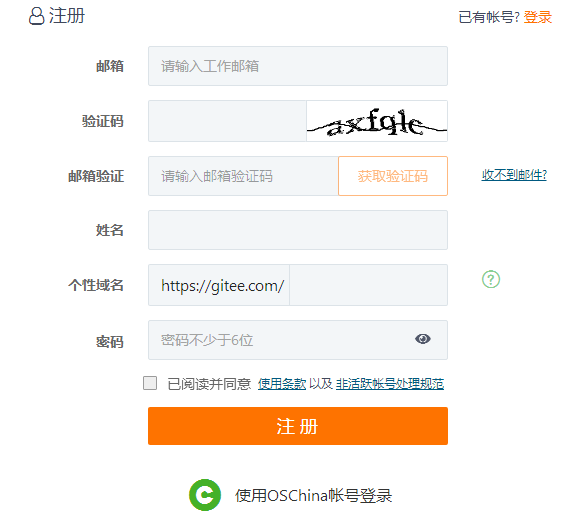 注册
已有帐号? 登录
邮箱 请输入工作邮箱
验证码 axfqlc
邮箱验证 请输入邮箱验证码 获取验证码 收不到邮件?
姓名
个性域名 https://gitee.com/ ?
密码 密码不少于6位
已阅读并同意 使用条款 以及 非活跃帐号处理规范
注 册
C 使用OSChina帐号登录